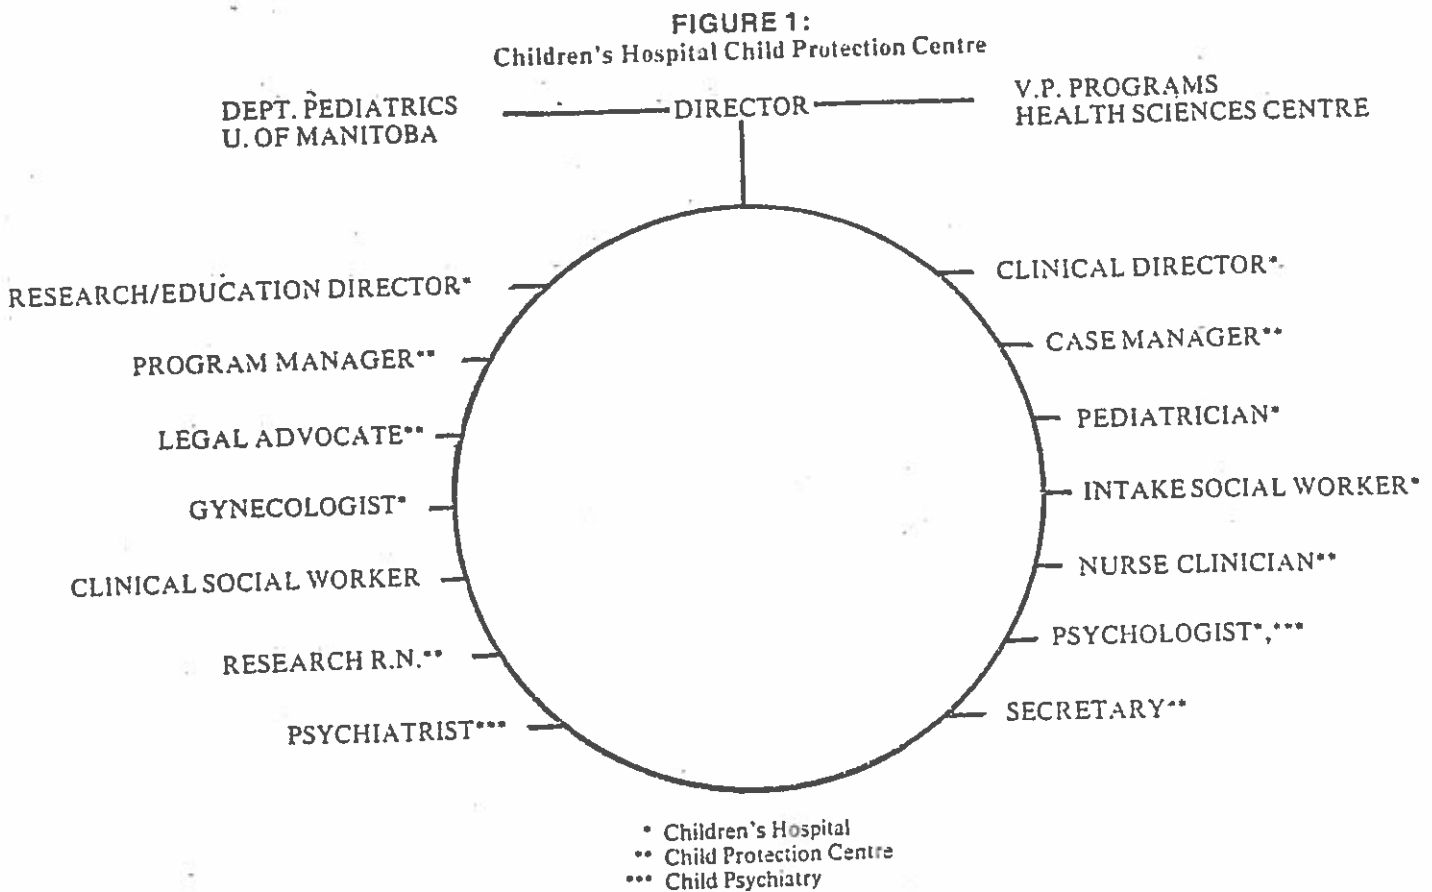 FIGURE 1:
Children's Hospital Child Protection Centre
DEPT. PEDIATRICS
U. OF MANITOBA
DIRECTOR
V.P. PROGRAMS
HEALTH SCIENCES CENTRE
RESEARCH/EDUCATION DIRECTOR*
PROGRAM MANAGER**
LEGAL ADVOCATE**
GYNECOLOGIST*
CLINICAL SOCIAL WORKER
RESEARCH R.N.**
PSYCHIATRIST***
CLINICAL DIRECTOR*
CASE MANAGER**
PEDIATRICIAN*
INTAKE SOCIAL WORKER*
NURSE CLINICIAN**
PSYCHOLOGIST*,***
SECRETARY**
* Children's Hospital
** Child Protection Centre
*** Child Psychiatry